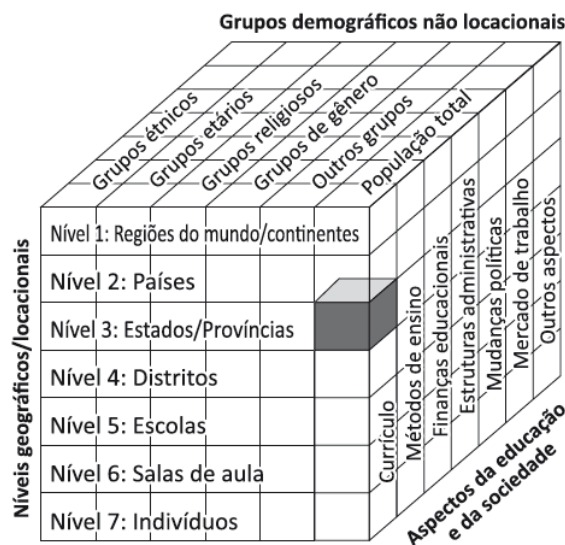 Grupos demográficos não locacionais
Grupos étnicos
Grupos etários
Grupos religiosos
Grupos de gênero
Outros grupos
População total
Níveis geográficos/locacionais
Nível 1: Regiões do mundo/continentes
Nível 2: Países
Nível 3: Estados/Províncias
Nível 4: Distritos
Nível 5: Escolas
Nível 6: Salas de aula
Nível 7: Indivíduos
Currículo
Métodos de ensino
Finanças educacionais
Estruturas administrativas
Mudanças políticas
Mercado de trabalho
Outros aspectos
Aspectos da educação
e da sociedade